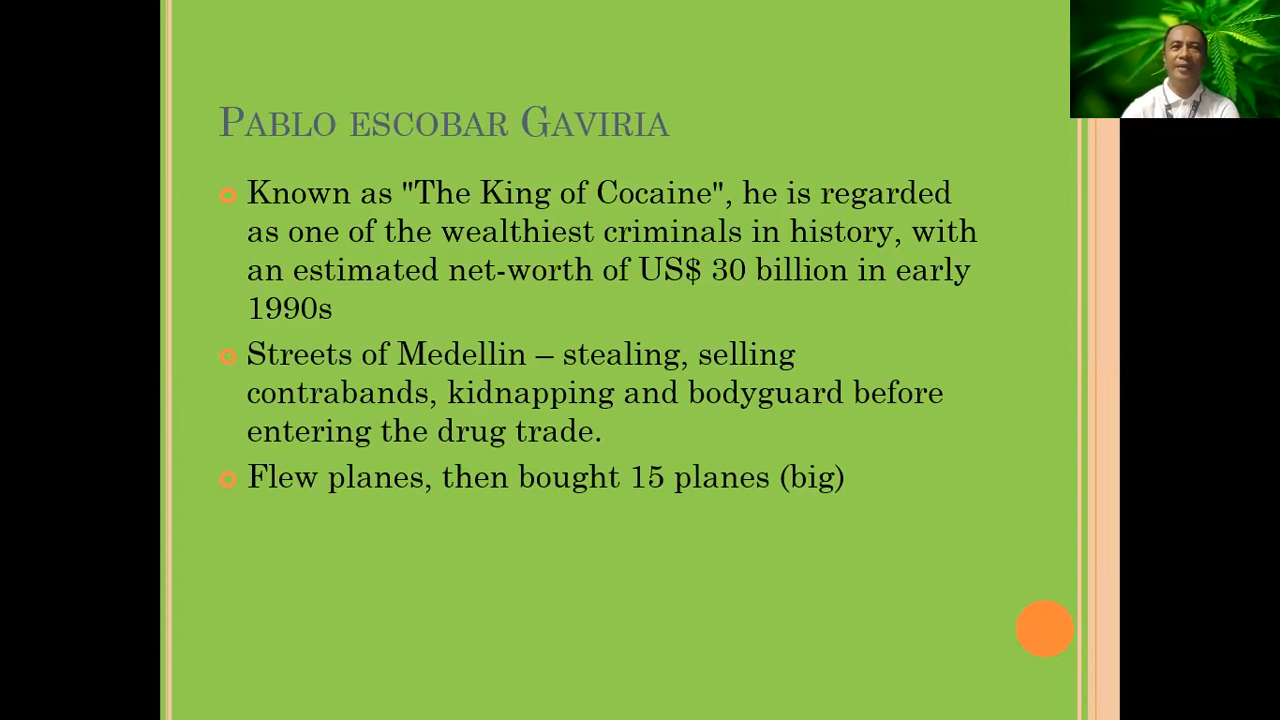 Pablo escobar Gaviria
Known as "The King of Cocaine", he is regarded
as one of the wealthiest criminals in history, with
an estimated net-worth of US$ 30 billion in early
1990s
Streets of Medellin – stealing, selling
contrabands, kidnapping and bodyguard before
entering the drug trade.
Flew planes, then bought 15 planes (big)